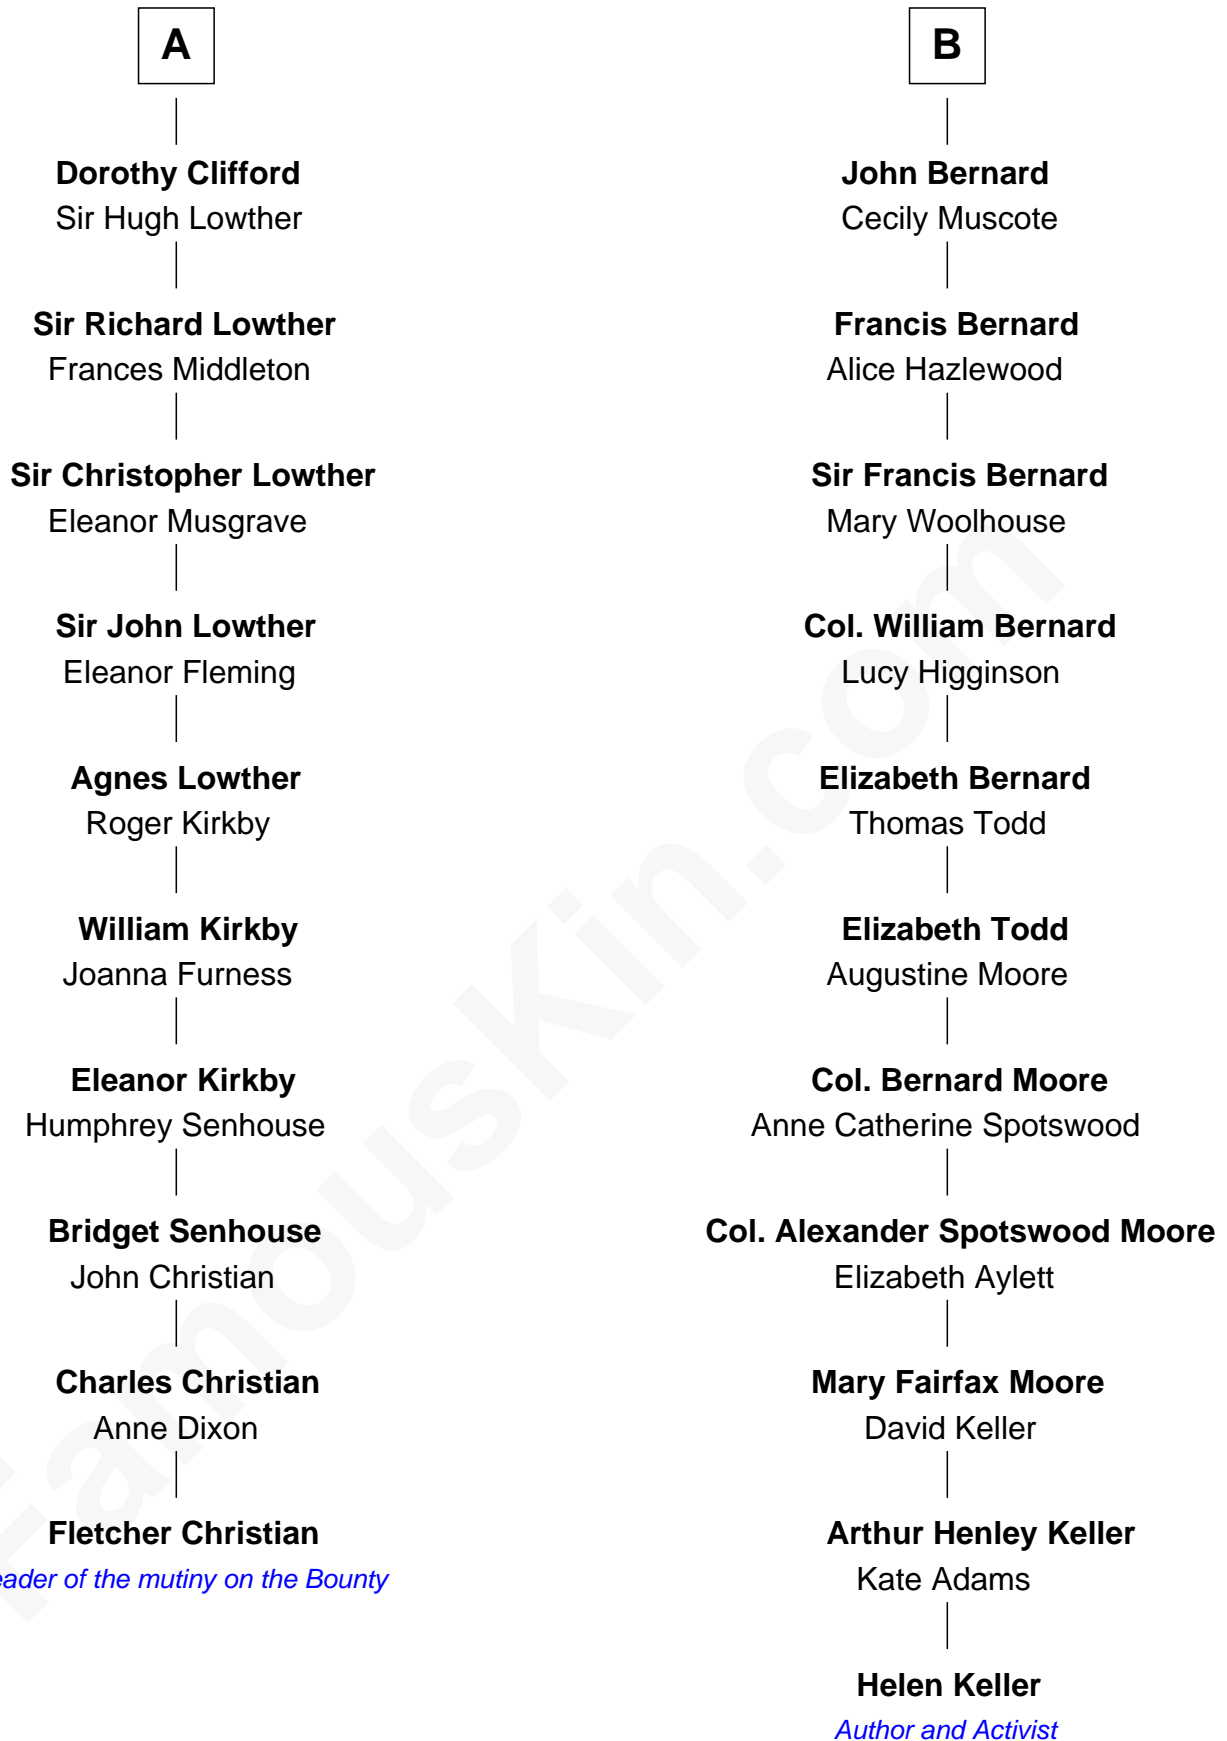 A
Dorothy Clifford
Sir Hugh Lowther
Sir Richard Lowther
Frances Middleton
Sir Christopher Lowther
Eleanor Musgrave
Sir John Lowther
Eleanor Fleming
Agnes Lowther
Roger Kirkby
William Kirkby
Joanna Furness
Eleanor Kirkby
Humphrey Senhouse
Bridget Senhouse
John Christian
Charles Christian
Anne Dixon
Fletcher Christian
eader of the mutiny on the Bounty
B
John Bernard
Cecily Muscote
Francis Bernard
Alice Hazlewood
Sir Francis Bernard
Mary Woolhouse
Col. William Bernard
Lucy Higginson
Elizabeth Bernard
Thomas Todd
Elizabeth Todd
Augustine Moore
Col. Bernard Moore
Anne Catherine Spotswood
Col. Alexander Spotswood Moore
Elizabeth Aylett
Mary Fairfax Moore
David Keller
Arthur Henley Keller
Kate Adams
Helen Keller
Author and Activist
FamousKin.com